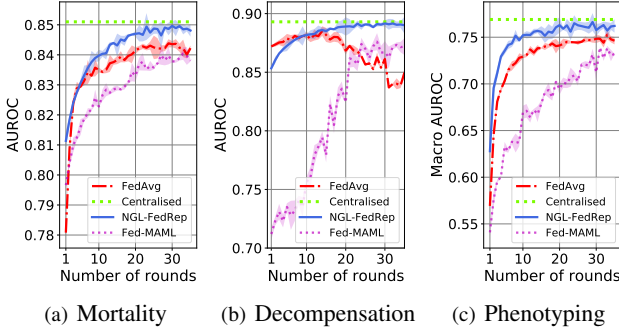 0.85
0.84
0.83
0.82
0.81
0.80
0.79
0.78
AUROC
FedAvg
Centralised
NGL-FedRep
Fed-MAML
1 10 20 30
Number of rounds
(a) Mortality
0.90
0.85
0.80
0.75
0.70
AUROC
FedAvg
Centralised
NGL-FedRep
Fed-MAML
1 10 20 30
Number of rounds
(b) Decompensation
0.75
0.70
0.65
0.60
0.55
Macro AUROC
FedAvg
Centralised
NGL-FedRep
Fed-MAML
1 10 20 30
Number of rounds
(c) Phenotyping